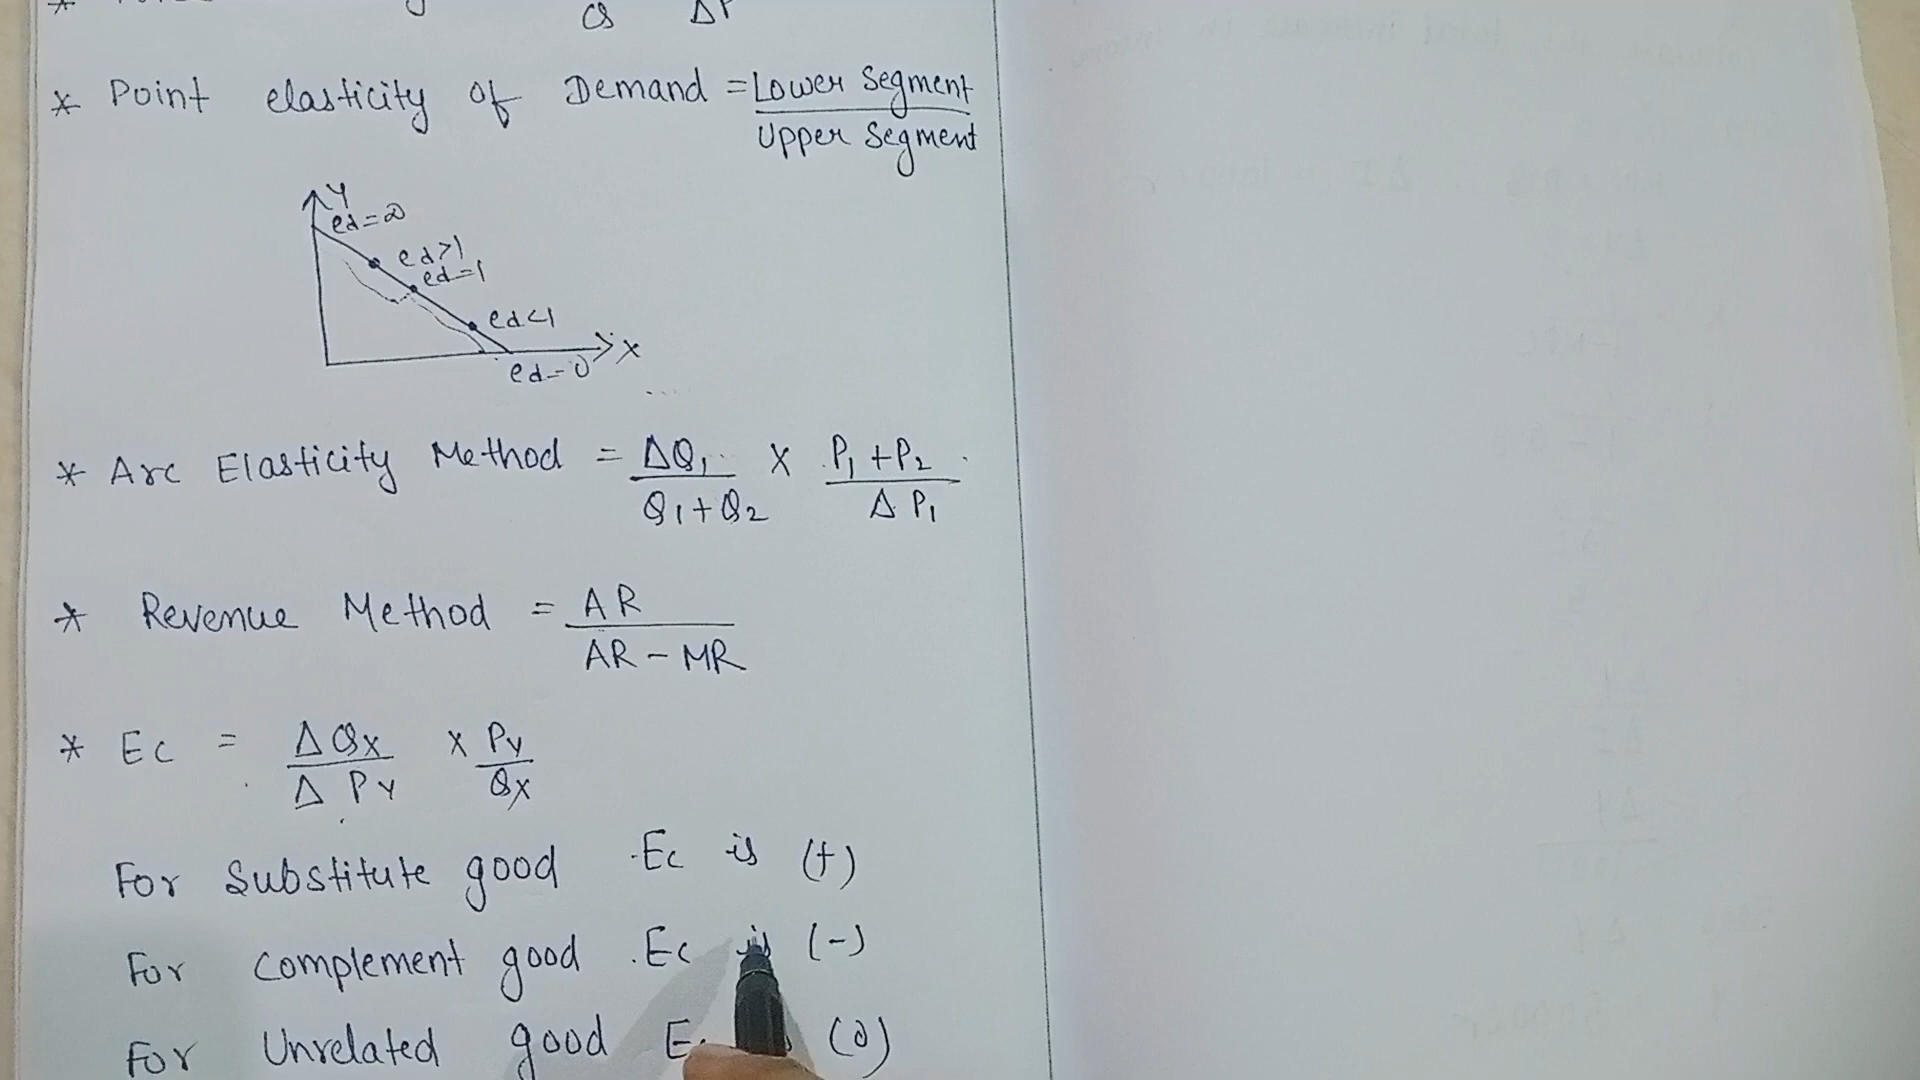 Q ΔP
* Point elasticity of Demand = Lower Segment
Upper Segment
Y
ed=∞
ed>1
ed=1
ed<1
X
ed=0
* Arc Elasticity Method = ΔQ1 X P1+P2
Q1+Q2 ΔP1
* Revenue Method = AR
AR-MR
* Ec = ΔQx X Py
ΔPy Qx
For Substitute good Ec is (+)
For complement good Ec is (-)
For Unrelated good (0)